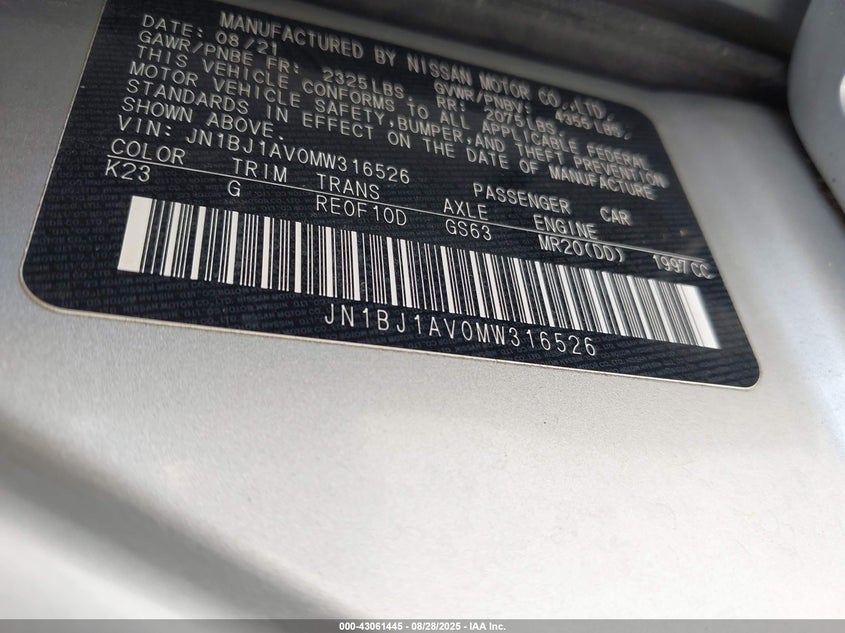 MANUFACTURED BY NISSAN MOTOR CO.,LTD.
DATE: 08/21 GVWR/PNBV: 4355LBS.
GAWR/PNBE FR: 2325LBS. RR: 2075LBS.
THIS VEHICLE CONFORMS TO ALL APPLICABLE FEDERAL
MOTOR VEHICLE SAFETY,BUMPER,AND THEFT PREVENTION
STANDARDS IN EFFECT ON THE DATE OF MANUFACTURE
SHOWN ABOVE.
VIN: JN1BJ1AV0MW316526 PASSENGER CAR
COLOR TRIM TRANS AXLE ENGINE
K23 G RE0F10D GS63 MR20(DD) 1997CC
JN1BJ1AV0MW316526
000-43061445 - 08/28/2025 - IAA Inc.